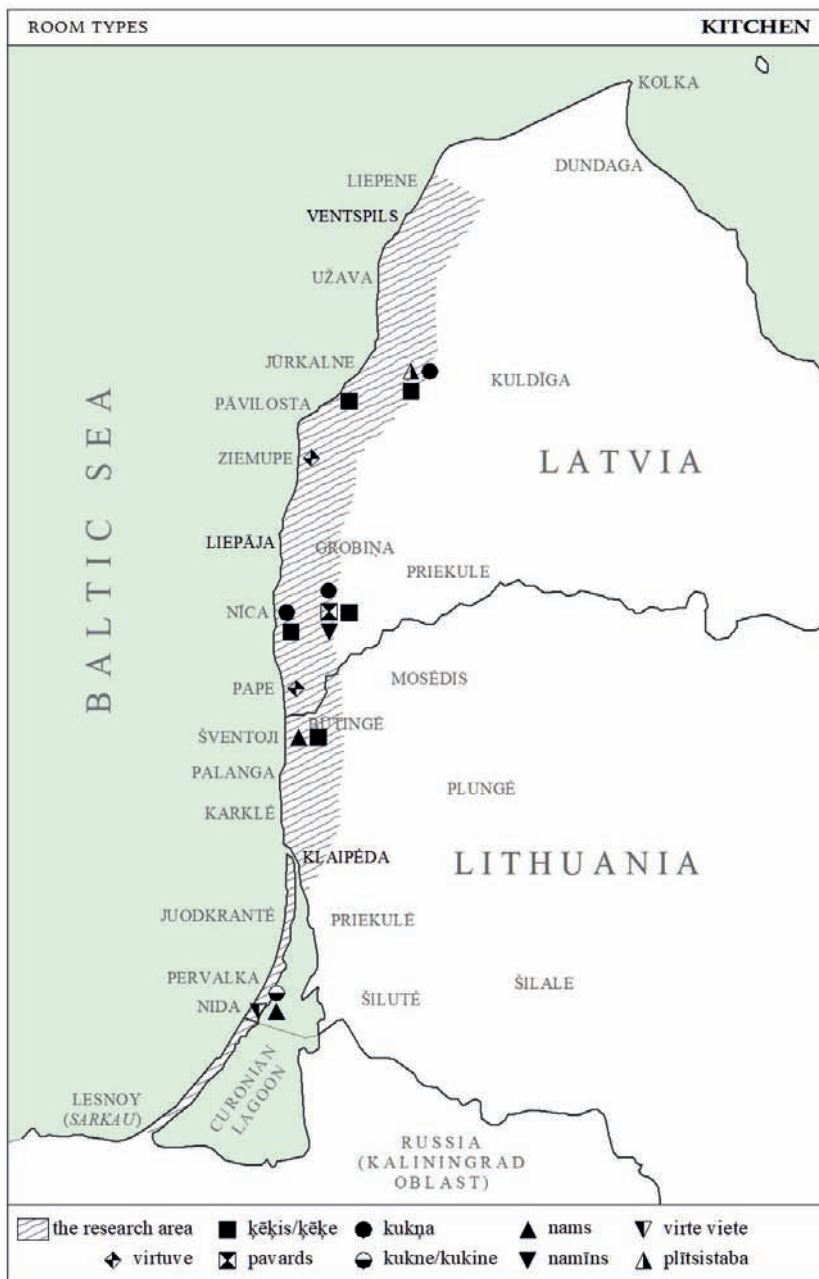 ROOM TYPES KITCHEN
KOLKA
DUNDAGA
LIEPENE
VENTSPILS
UŽAVA
JŪRKALNE
KULDĪGA
PĀVILOSTA
ZIEMUPE
LATVIA
BALTIC SEA
LIEPĀJA
GROBIŅA
PRIEKULE
NĪCA
MOSĖDIS
PAPE
BŪTINGĖ
ŠVENTOJI
PALANGA
PLUNGĖ
KARKLĖ
KLAIPĖDA
LITHUANIA
JUODKRANTĖ
PRIEKULĖ
PERVALKA
ŠILALE
NIDA
ŠILUTĖ
CURONIAN
LAGOON
LESNOY
(SARKAU)
RUSSIA
(KALININGRAD
OBLAST)
the research area ķēķis/ķēķe kukņa nams virte viete
virtuve pavards kukne/kukine namīns plītsistaba